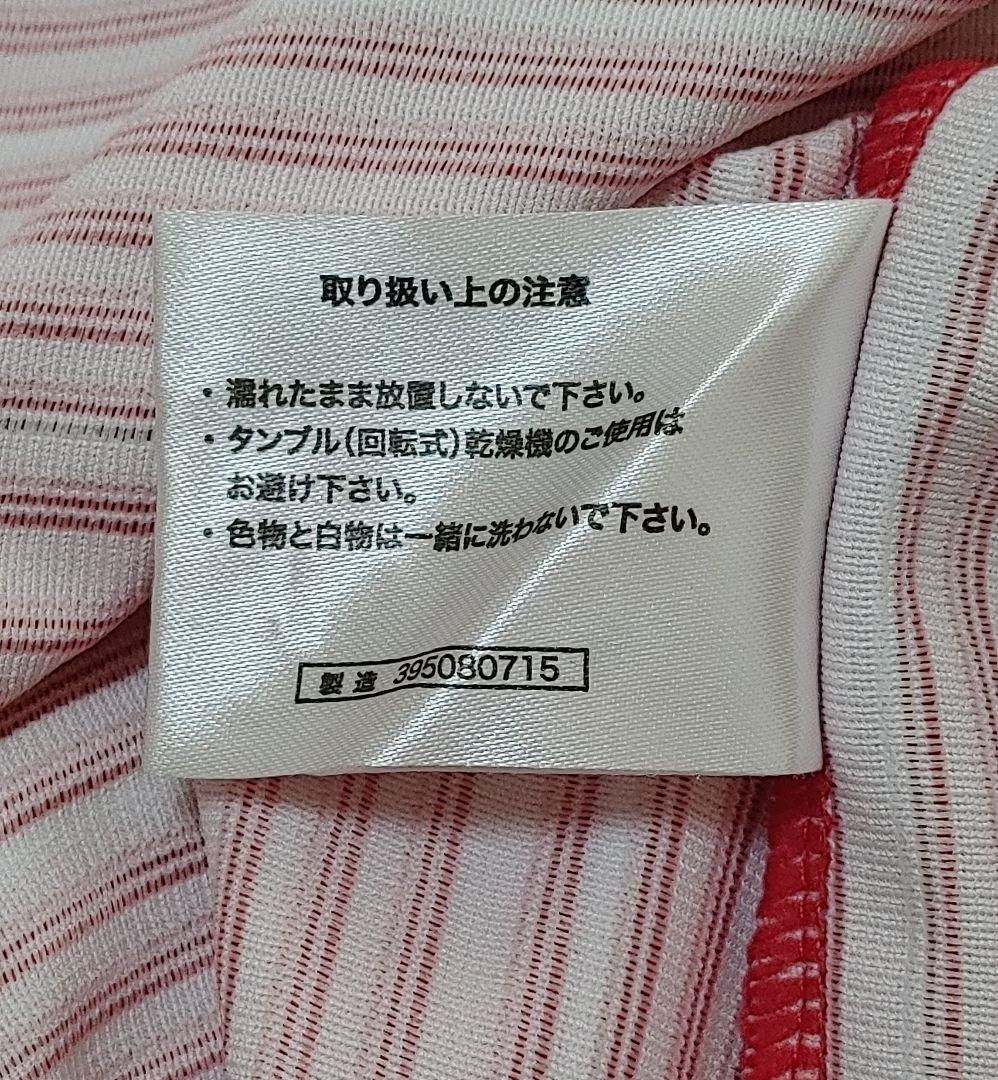 取り扱い上の注意
・濡れたまま放置しないで下さい。
・タンブル(回転式)乾燥機のご使用は
お避け下さい。
・色物と白物は一緒に洗わないで下さい。
製造 395080715